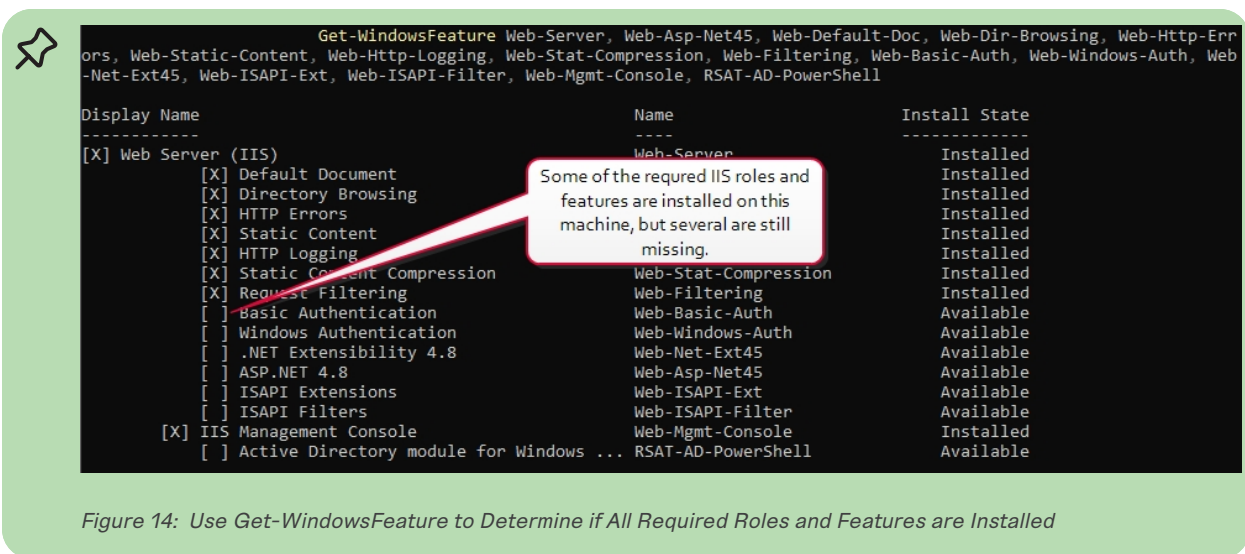 Get-WindowsFeature Web-Server, Web-Asp-Net45, Web-Default-Doc, Web-Dir-Browsing, Web-Http-Err
ors, Web-Static-Content, Web-Http-Logging, Web-Stat-Compression, Web-Filtering, Web-Basic-Auth, Web-Windows-Auth, Web
-Net-Ext45, Web-ISAPI-Ext, Web-ISAPI-Filter, Web-Mgmt-Console, RSAT-AD-PowerShell
Display Name Name Install State
------------ ---- -------------
[X] Web Server (IIS) Web-Server Installed
[X] Default Document Installed
[X] Directory Browsing Installed
[X] HTTP Errors Installed
[X] Static Content Installed
[X] HTTP Logging Installed
[X] Static Content Compression Web-Stat-Compression Installed
[X] Request Filtering Web-Filtering Installed
[ ] Basic Authentication Web-Basic-Auth Available
[ ] Windows Authentication Web-Windows-Auth Available
[ ] .NET Extensibility 4.8 Web-Net-Ext45 Available
[ ] ASP.NET 4.8 Web-Asp-Net45 Available
[ ] ISAPI Extensions Web-ISAPI-Ext Available
[ ] ISAPI Filters Web-ISAPI-Filter Available
[X] IIS Management Console Web-Mgmt-Console Installed
[ ] Active Directory module for Windows ... RSAT-AD-PowerShell Available
Some of the requred IIS roles and
features are installed on this
machine, but several are still
missing.
Figure 14: Use Get-WindowsFeature to Determine if All Required Roles and Features are Installed